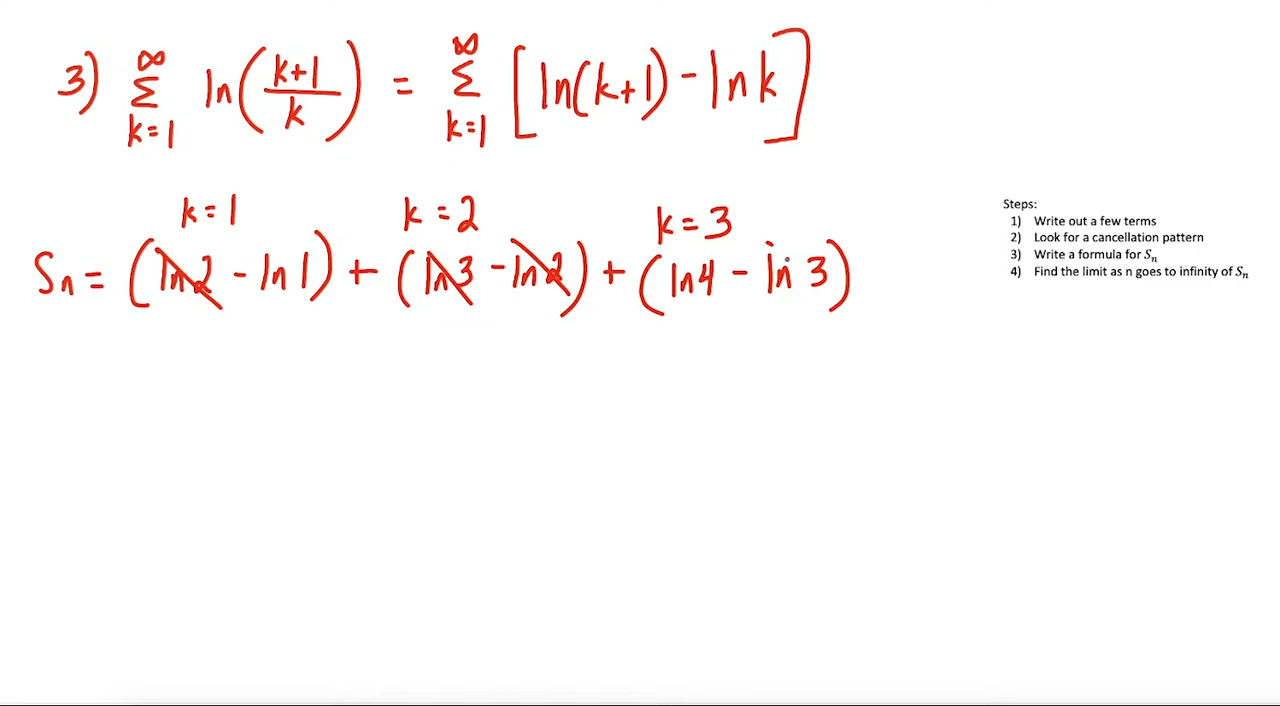 3) ∞ Σ k=1 ln(k+1/k) = ∞ Σ k=1 [ln(k+1) - ln k]
k=1 k=2 k=3
Sn = (ln2 - ln1) + (ln3 - ln2) + (ln4 - ln 3)
Steps:
1) Write out a few terms
2) Look for a cancellation pattern
3) Write a formula for Sn
4) Find the limit as n goes to infinity of Sn